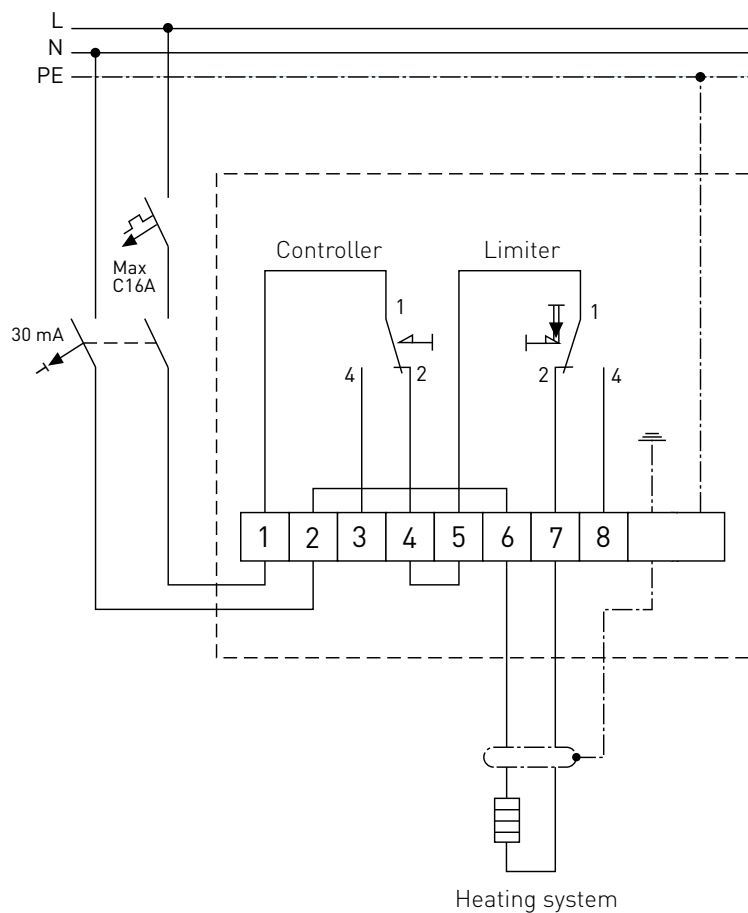 L
N
PE
Controller
Limiter
Max
C16A
30 mA
1
1
4
2
2
4
1 2 3 4 5 6 7 8
Heating system